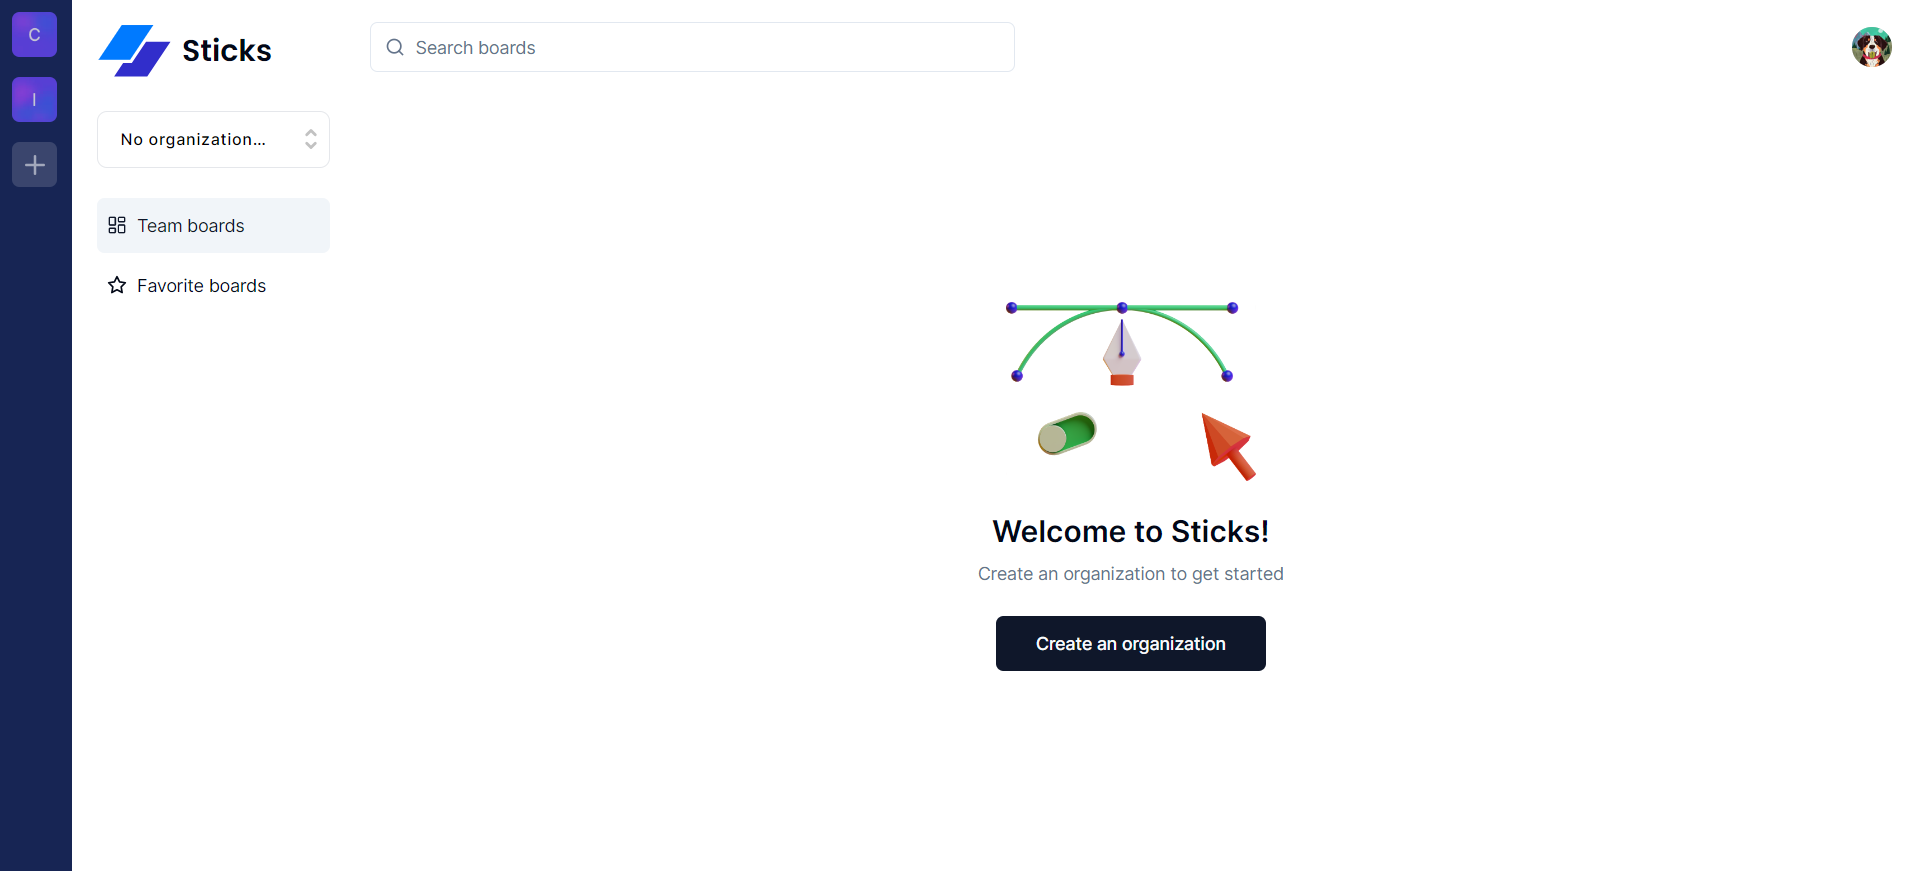 C
I
Sticks
Search boards
No organization...
Team boards
Favorite boards
Welcome to Sticks!
Create an organization to get started
Create an organization